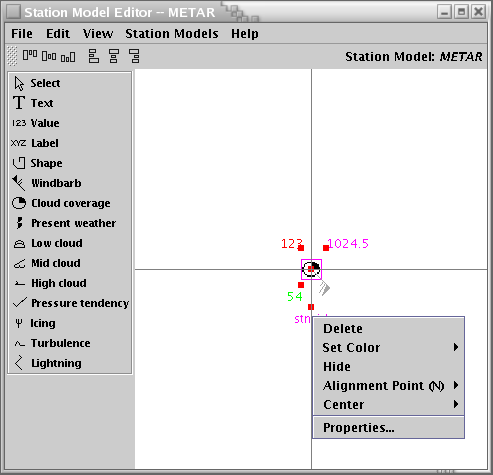 Station Model Editor -- METAR
File Edit View Station Models Help
Station Model: METAR
Select
Text
123 Value
XYZ Label
Shape
Windbarb
Cloud coverage
Present weather
Low cloud
Mid cloud
High cloud
Pressure tendency
Icing
Turbulence
Lightning
123 1024.5
54
Delete
Set Color
Hide
Alignment Point (N)
Center
Properties...